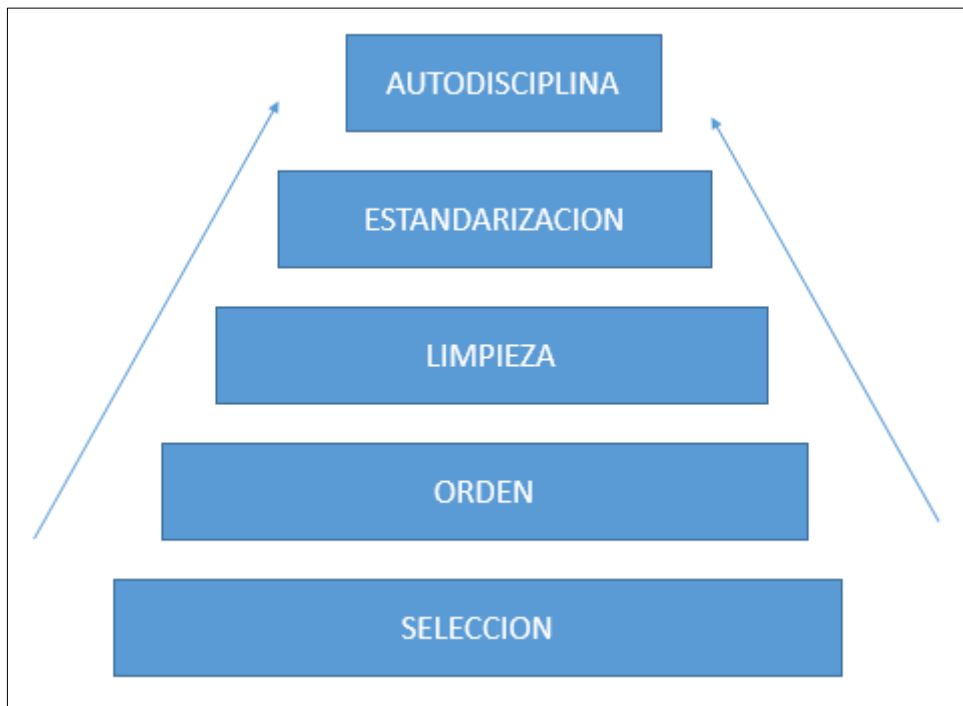 AUTODISCIPLINA
ESTANDARIZACION
LIMPIEZA
ORDEN
SELECCION